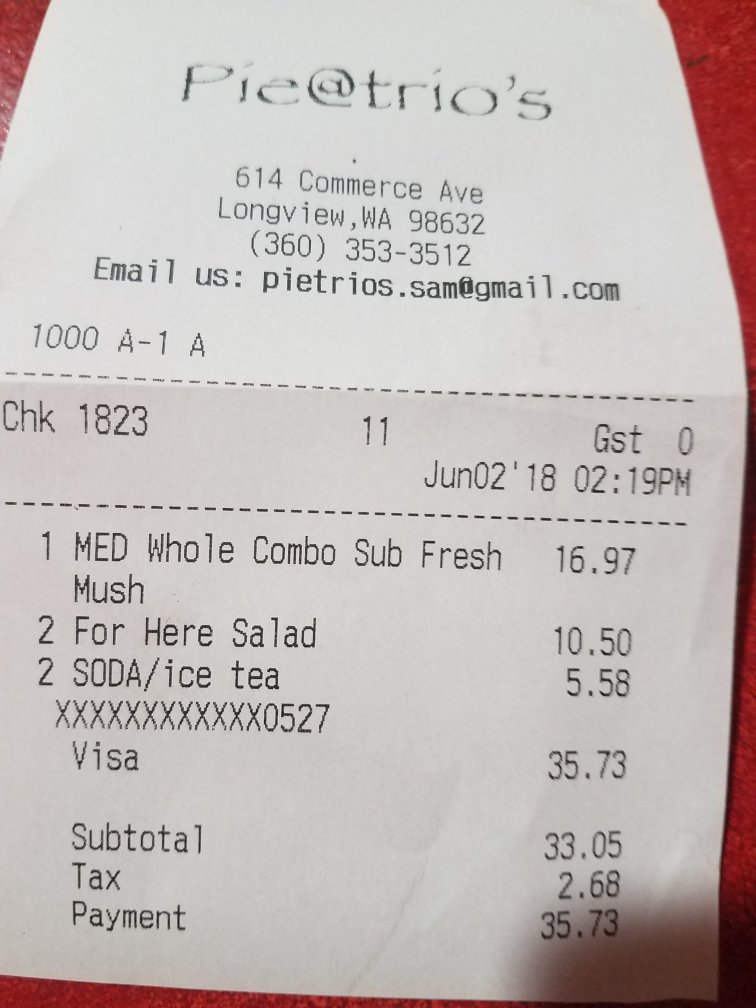 Pie@trio's
614 Commerce Ave
Longview,WA 98632
(360) 353-3512
Email us: pietrios.sam@gmail.com
1000 A-1 A
Chk 1823 11 Gst 0
Jun02'18 02:19PM
1 MED Whole Combo Sub Fresh 16.97
Mush
2 For Here Salad 10.50
2 SODA/ice tea 5.58
XXXXXXXXXXXX0527
Visa 35.73
Subtotal 33.05
Tax 2.68
Payment 35.73